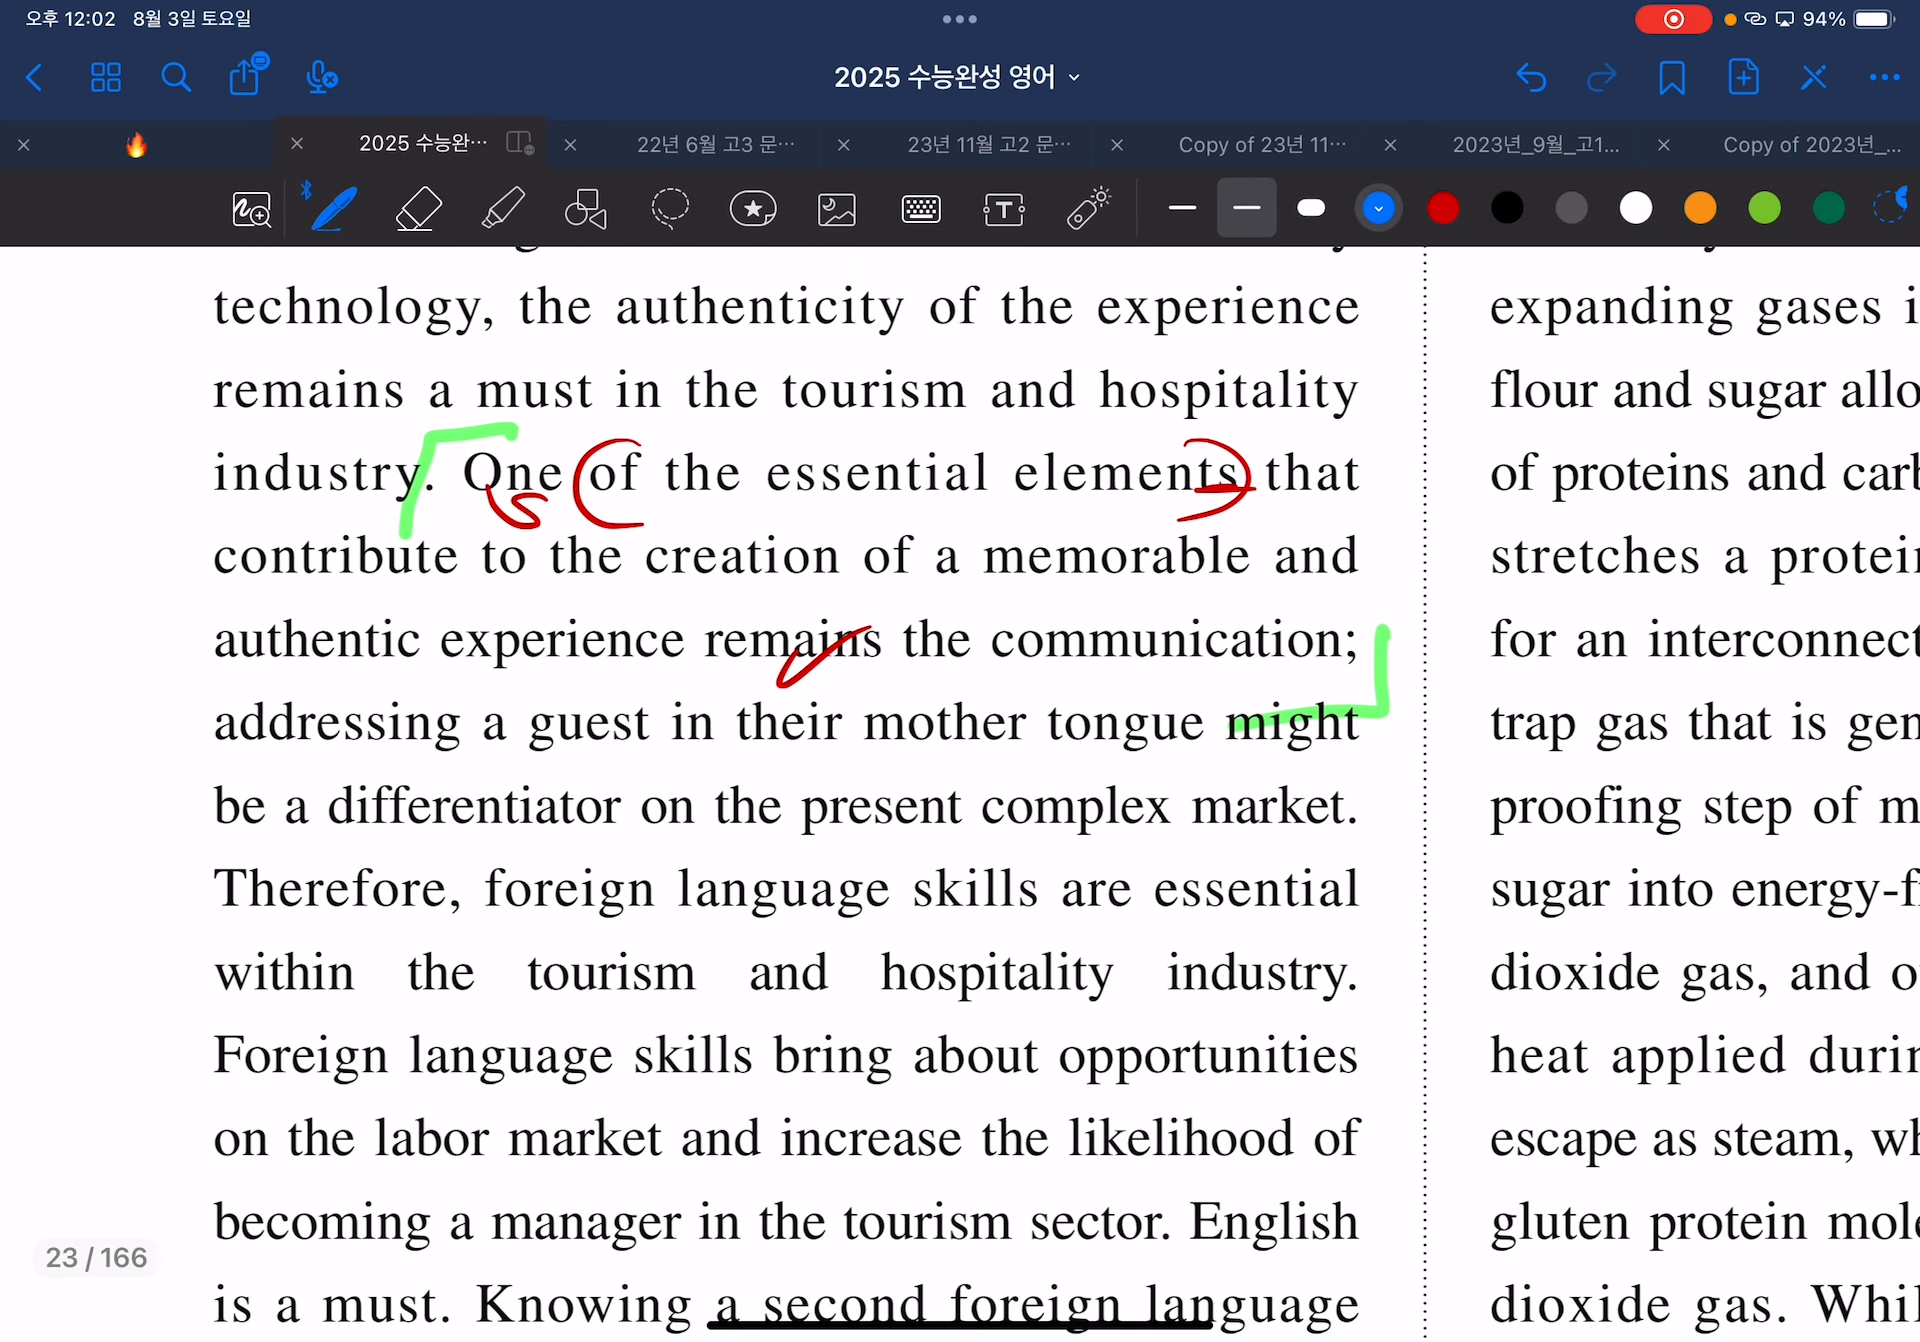 오후 12:02 8월 3일 토요일
94%
2025 수능완성 영어
2025 수능완···
22년 6월 고3 문···
23년 11월 고2 문···
Copy of 23년 11···
2023년_9월_고1...
Copy of 2023년_...
technology, the authenticity of the experience
remains a must in the tourism and hospitality
industry. One of the essential elements that
contribute to the creation of a memorable and
authentic experience remains the communication;
addressing a guest in their mother tongue might
be a differentiator on the present complex market.
Therefore, foreign language skills are essential
within the tourism and hospitality industry.
Foreign language skills bring about opportunities
on the labor market and increase the likelihood of
becoming a manager in the tourism sector. English
is a must. Knowing a second foreign language
S
expanding gases i
flour and sugar allo
of proteins and carb
stretches a protein
for an interconnect
trap gas that is gen
proofing step of m
sugar into energy-fi
dioxide gas, and o
heat applied durin
escape as steam, wh
gluten protein mole
dioxide gas. Whil
23 / 166